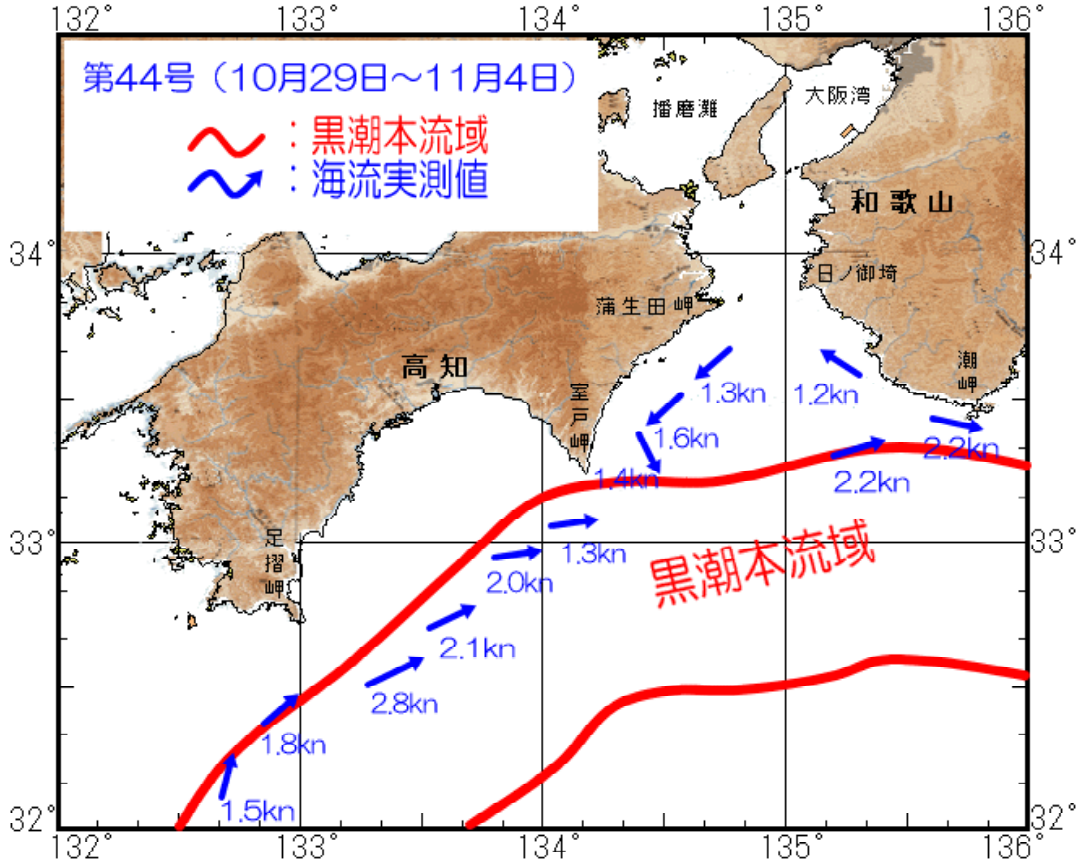 132° 133° 134° 135° 136°
第44号（10月29日～11月4日）
：黒潮本流域
：海流実測値
播磨灘
大阪湾
和歌山
34° 34°
日ノ御埼
蒲生田岬
高知
室戸岬
潮岬
1.3kn
1.2kn
1.6kn
2.2kn
1.4kn
2.2kn
33° 33°
足摺岬
1.3kn
2.0kn
黒潮本流域
2.1kn
2.8kn
1.8kn
1.5kn
32° 32°
132° 133° 134° 135° 136°